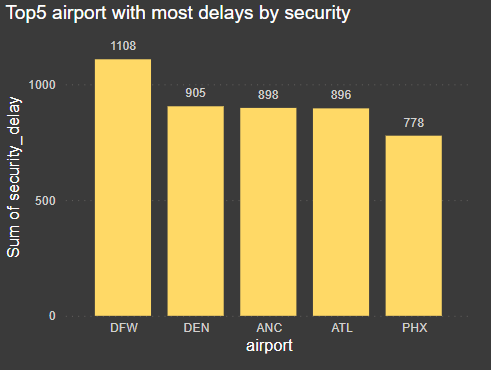 Top5 airport with most delays by security
Sum of security_delay
1000
500
0
1108
905
898
896
778
DFW
DEN
ANC
ATL
PHX
airport